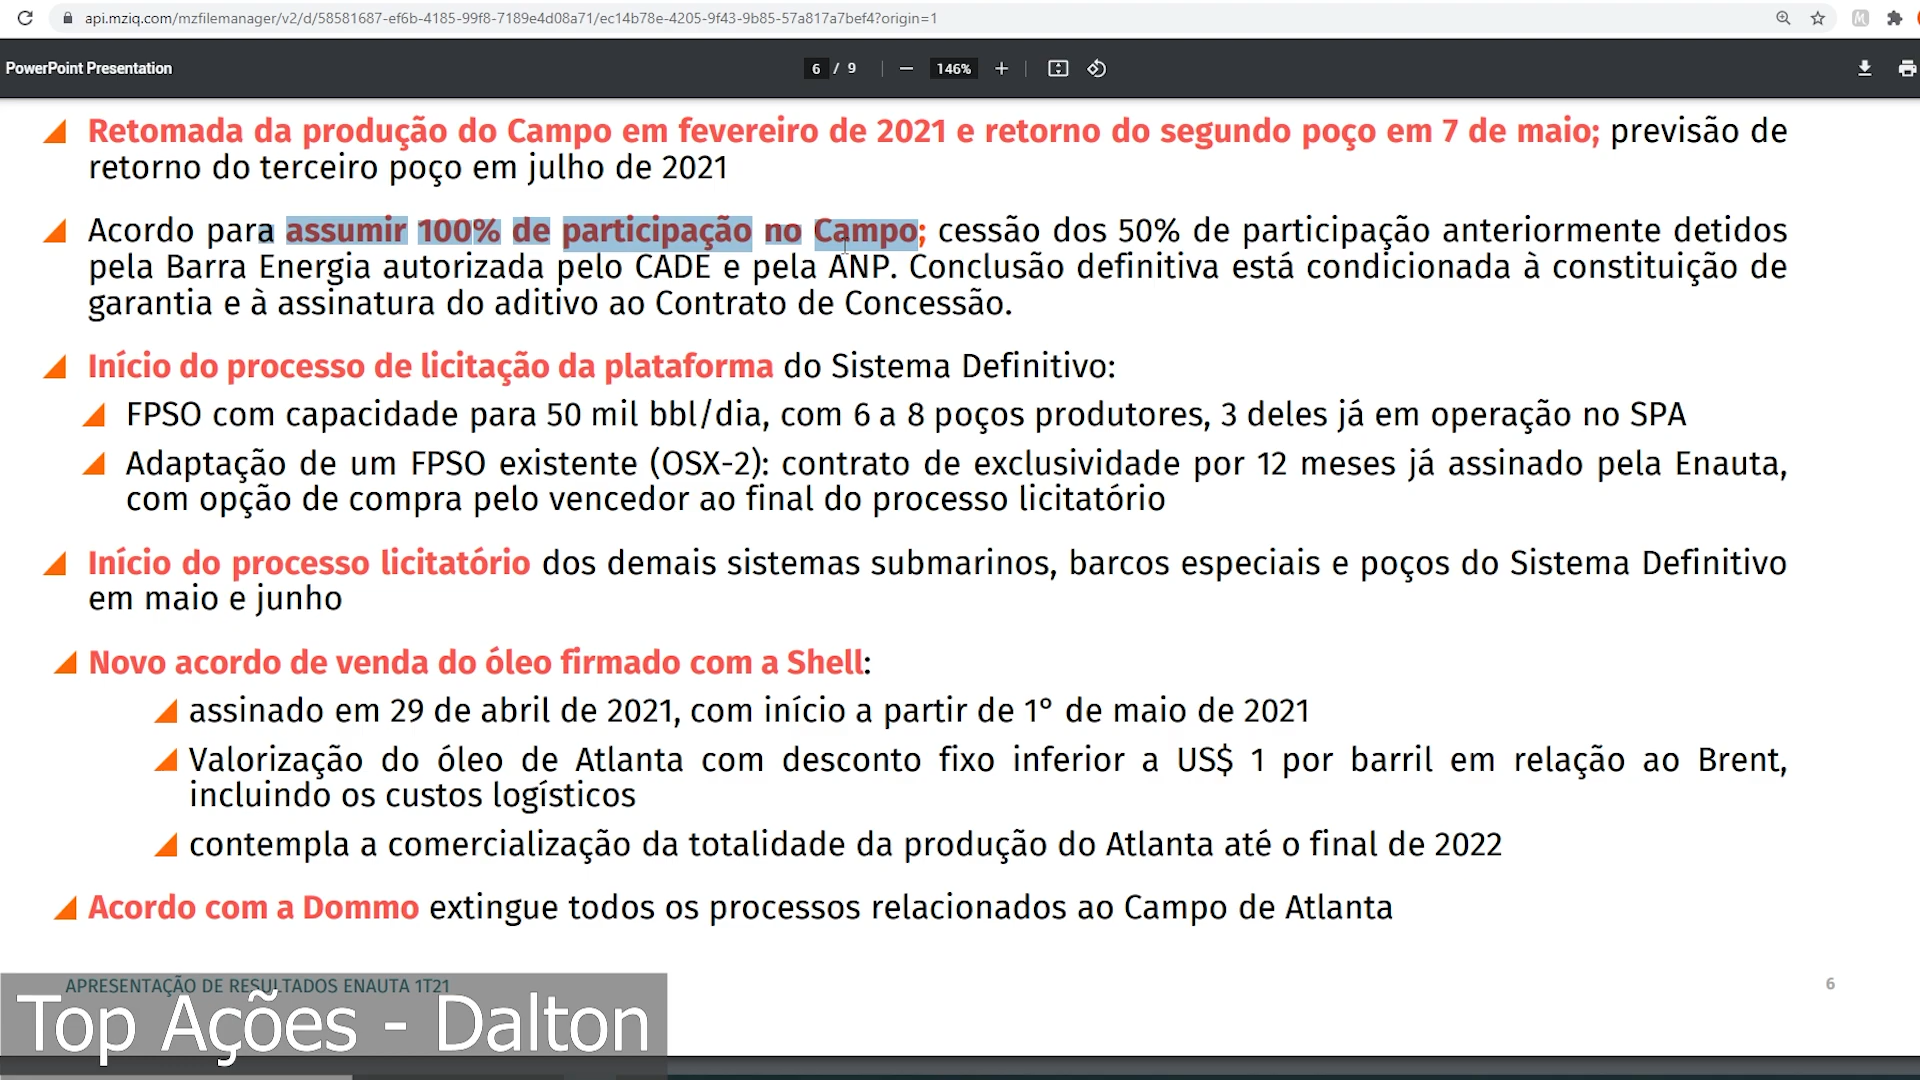 api.mziq.com/mzfilemanager/v2/d/58581687-ef6b-4185-99f8-7189e4d08a71/ec14b78e-4205-9f43-9b85-57a817a7bef4?origin=1
PowerPoint Presentation
6 / 9
146%
Retomada da produção do Campo em fevereiro de 2021 e retorno do segundo poço em 7 de maio; previsão de
retorno do terceiro poço em julho de 2021
Acordo para assumir 100% de participação no Campo; cessão dos 50% de participação anteriormente detidos
pela Barra Energia autorizada pelo CADE e pela ANP. Conclusão definitiva está condicionada à constituição de
garantia e à assinatura do aditivo ao Contrato de Concessão.
Início do processo de licitação da plataforma do Sistema Definitivo:
FPSO com capacidade para 50 mil bbl/dia, com 6 a 8 poços produtores, 3 deles já em operação no SPA
Adaptação de um FPSO existente (OSX-2): contrato de exclusividade por 12 meses já assinado pela Enauta,
com opção de compra pelo vencedor ao final do processo licitatório
Início do processo licitatório dos demais sistemas submarinos, barcos especiais e poços do Sistema Definitivo
em maio e junho
Novo acordo de venda do óleo firmado com a Shell:
assinado em 29 de abril de 2021, com início a partir de 1° de maio de 2021
Valorização do óleo de Atlanta com desconto fixo inferior a US$ 1 por barril em relação ao Brent,
incluindo os custos logísticos
contempla a comercialização da totalidade da produção do Atlanta até o final de 2022
Acordo com a Dommo extingue todos os processos relacionados ao Campo de Atlanta
APRESENTAÇÃO DE RESULTADOS ENAUTA 1T21
6
Top Ações - Dalton